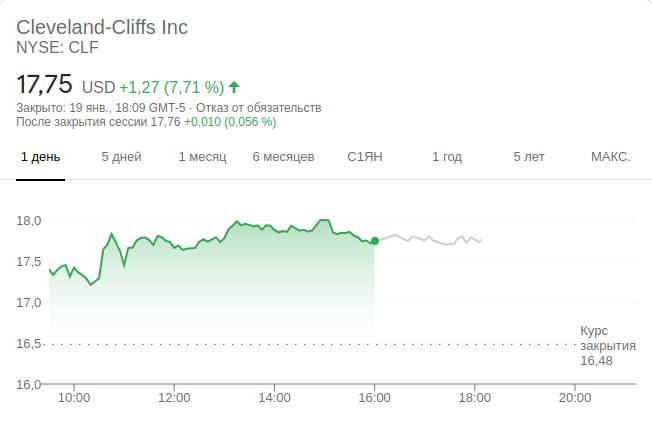 Cleveland-Cliffs Inc
NYSE: CLF
17,75 USD +1,27 (7,71 %)
Закрыто: 19 янв., 18:09 GMT-5 · Отказ от обязательств
После закрытия сессии 17,76 +0,010 (0,056 %)
1 день 5 дней 1 месяц 6 месяцев С1ЯН 1 год 5 лет МАКС.
18,0
17,5
17,0
16,5
16,0
Курс
закрытия
16,48
10:00 12:00 14:00 16:00 18:00 20:00